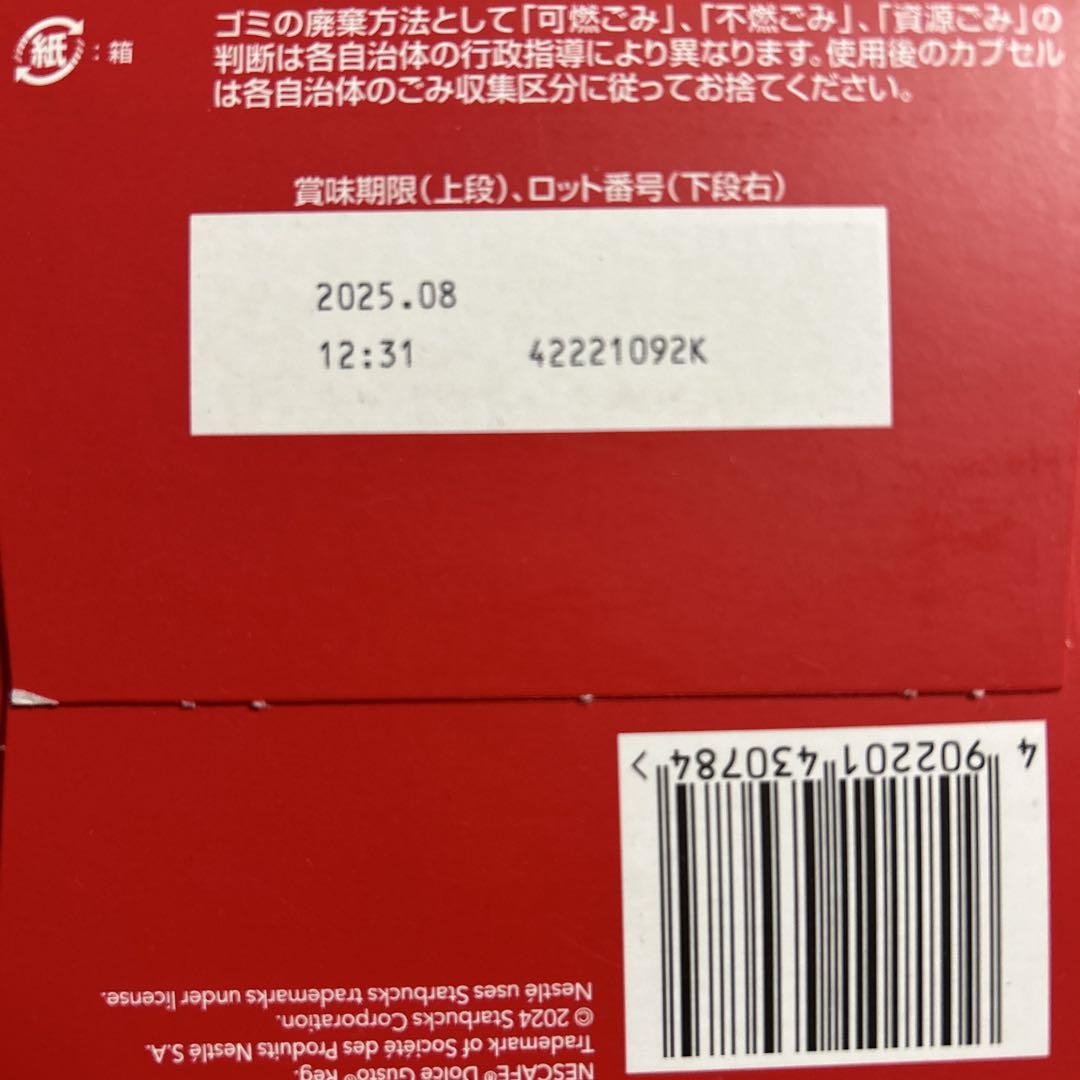 紙：箱
ゴミの廃棄方法として「可燃ごみ」、「不燃ごみ」、「資源ごみ」の
判断は各自治体の行政指導により異なります。使用後のカプセル
は各自治体のごみ収集区分に従ってお捨てください。
賞味期限（上段）、ロット番号（下段右）
2025.08
12:31 42221092K
NESCAFÉ® Dolce Gusto® Reg.
Trademark of Société des Produits Nestlé S.A.
© 2024 Starbucks Corporation.
Nestlé uses Starbucks trademarks under license.
4 902201 430784 >